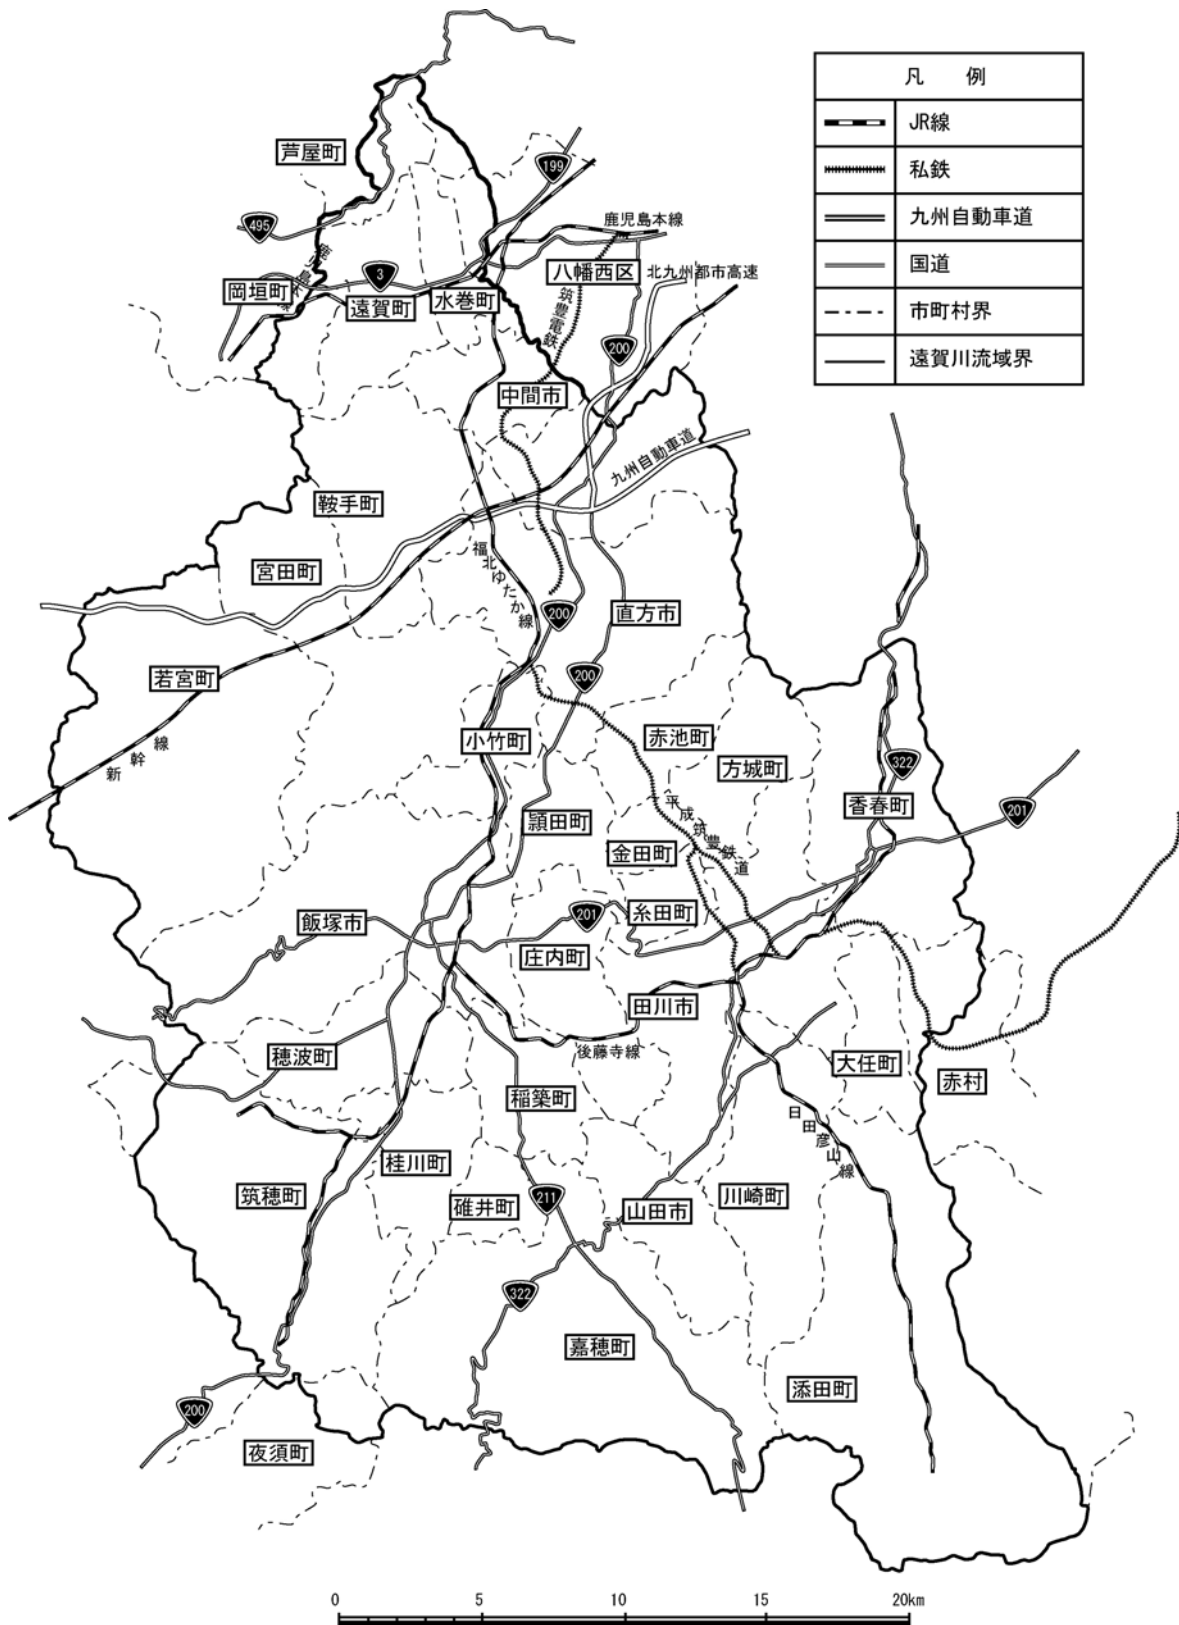 凡 例
JR線
私鉄
九州自動車道
国道
市町村界
遠賀川流域界
芦屋町
199
495
鹿児島本線
鹿児島本線
八幡西区
北九州都市高速
3
岡垣町
遠賀町
水巻町
筑豊電鉄
200
中間市
九州自動車道
鞍手町
宮田町
福北ゆたか線
200
直方市
若宮町
200
新幹線
小竹町
赤池町
方城町
322
香春町
201
頴田町
平成筑豊鉄道
金田町
飯塚市
201
糸田町
庄内町
田川市
後藤寺線
穂波町
大任町
赤村
稲築町
日田彦山線
桂川町
筑穂町
碓井町
211
山田市
川崎町
322
嘉穂町
添田町
200
夜須町
0 5 10 15 20km